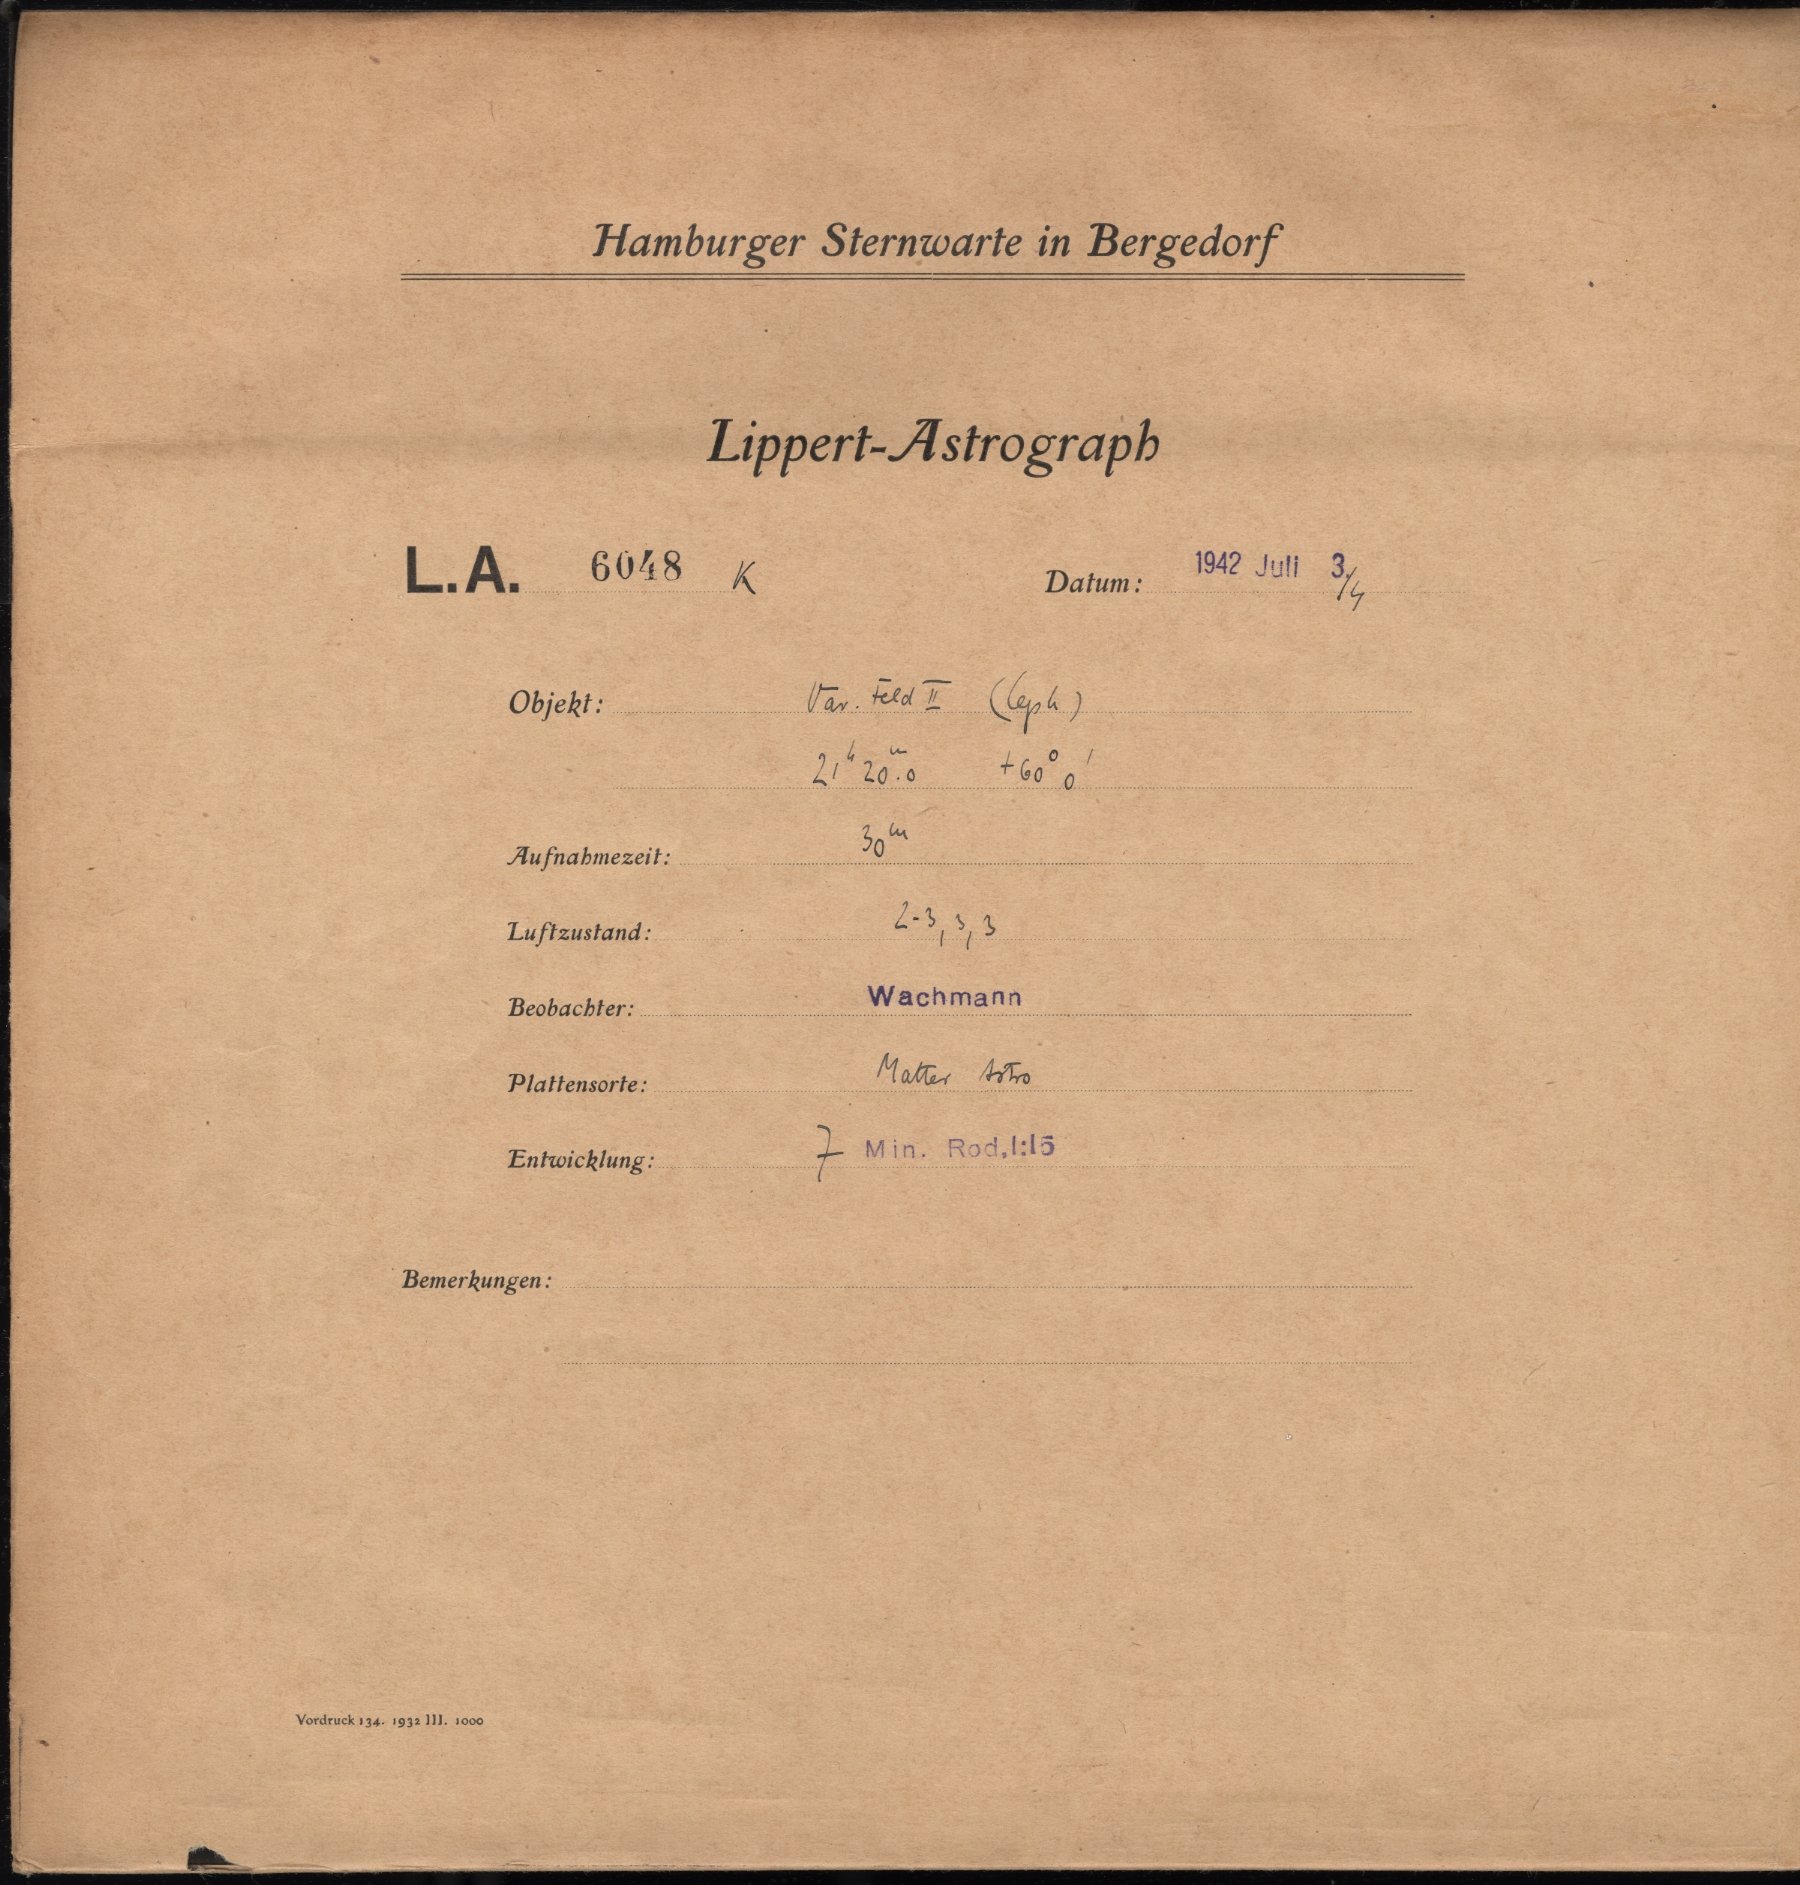 Hamburger Sternwarte in Bergedorf
Lippert-Astrograph
L.A. 6048 K Datum: 1942 Juli 3./4
Objekt: Var. Feld II (Ceph)
21ʰ 20ᵐ.0 +60° 0'
Aufnahmezeit: 30ᵐ
Luftzustand: 2-3, 3, 3
Beobachter: Wachmann
Plattensorte: Matter Astro
Entwicklung: 7 Min. Rod, 1:15
Bemerkungen:
Vordruck 134. 1932 III. 1000